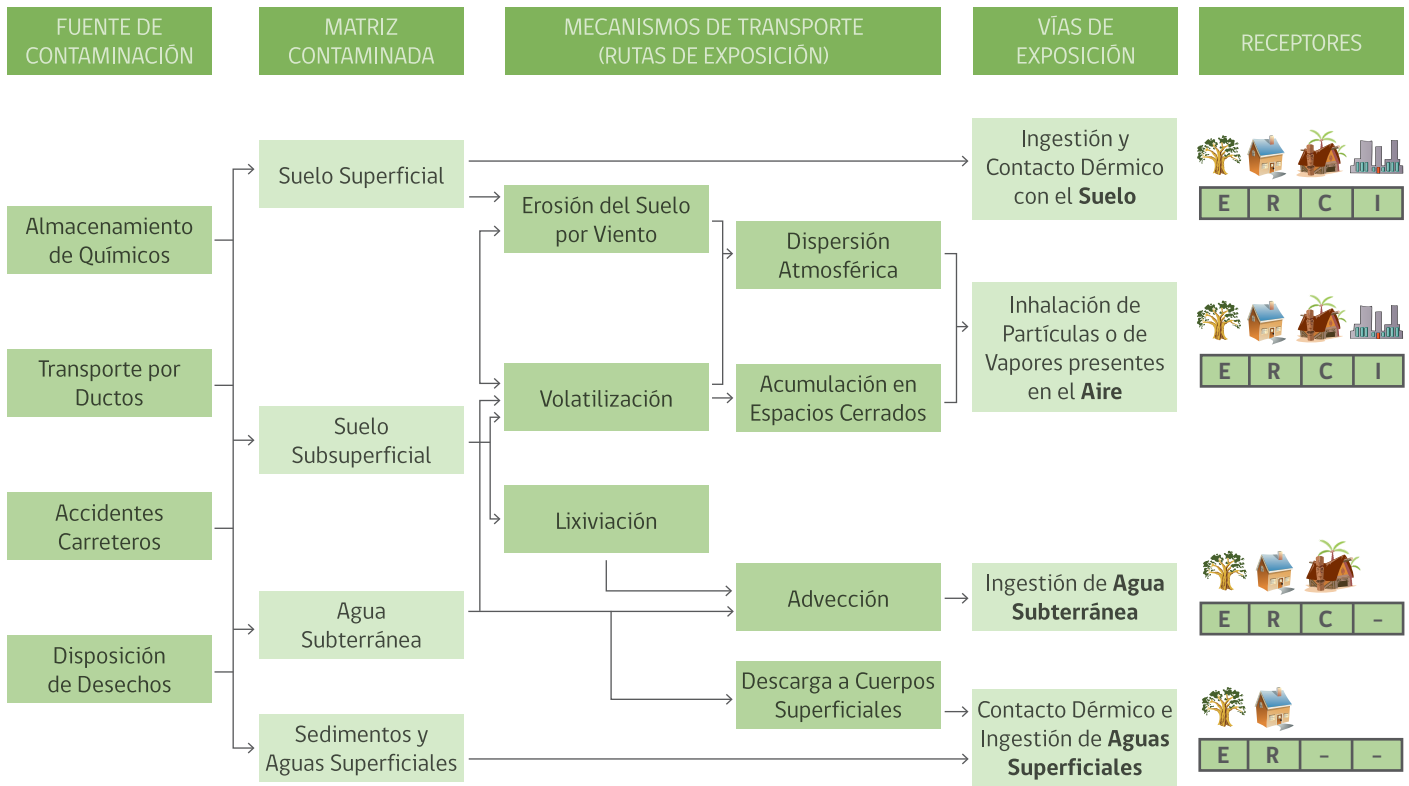 FUENTE DE
CONTAMINACIÓN
MATRIZ
CONTAMINADA
MECANISMOS DE TRANSPORTE
(RUTAS DE EXPOSICIÓN)
VÍAS DE
EXPOSICIÓN
RECEPTORES
Almacenamiento
de Químicos
Transporte por
Ductos
Accidentes
Carreteros
Disposición
de Desechos
Suelo Superficial
Suelo
Subsuperficial
Agua
Subterránea
Sedimentos y
Aguas Superficiales
Erosión del Suelo
por Viento
Volatilización
Lixiviación
Dispersión
Atmosférica
Acumulación en
Espacios Cerrados
Advección
Descarga a Cuerpos
Superficiales
Ingestión y
Contacto Dérmico
con el Suelo
Inhalación de
Partículas o de
Vapores presentes
en el Aire
Ingestión de Agua
Subterránea
Contacto Dérmico e
Ingestión de Aguas
Superficiales
E R C I
E R C I
E R C -
E R - -